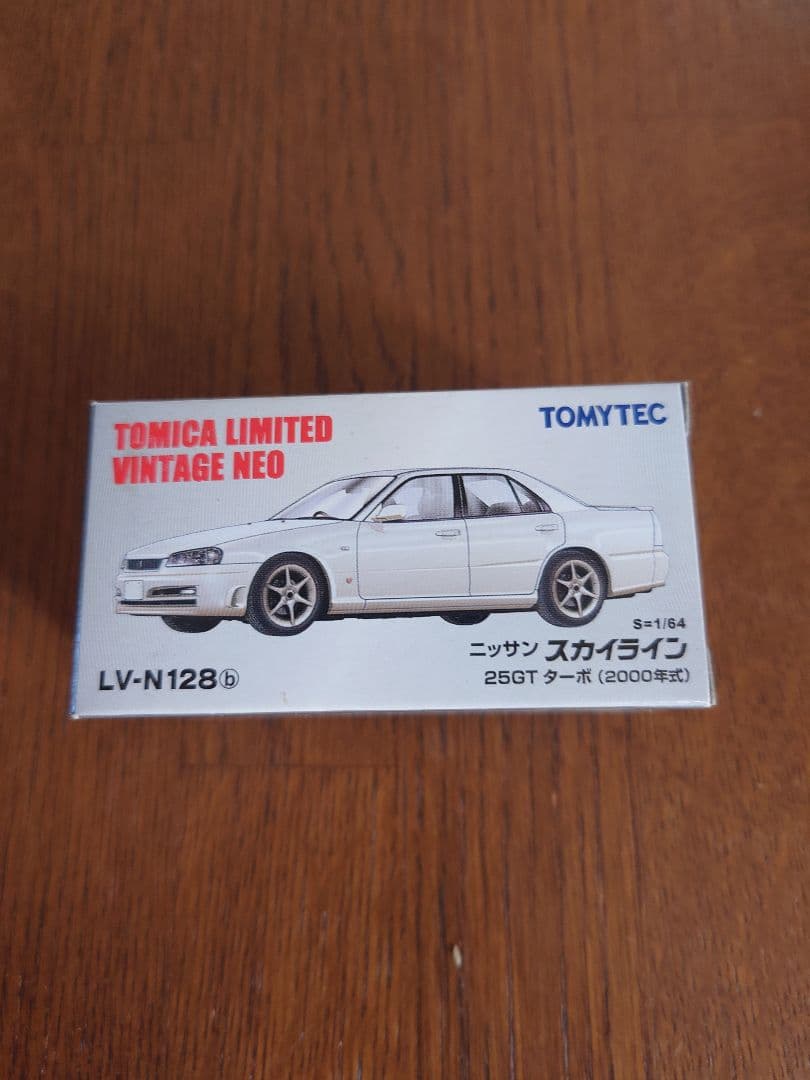 TOMICA LIMITED
VINTAGE NEO
TOMYTEC
S=1/64
ニッサン スカイライン
25GT ターボ (2000年式)
LV-N128ⓑ